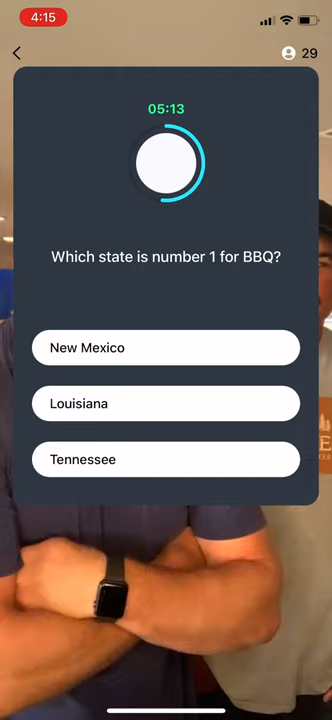 4:15
29
05:13
Which state is number 1 for BBQ?
New Mexico
Louisiana
Tennessee